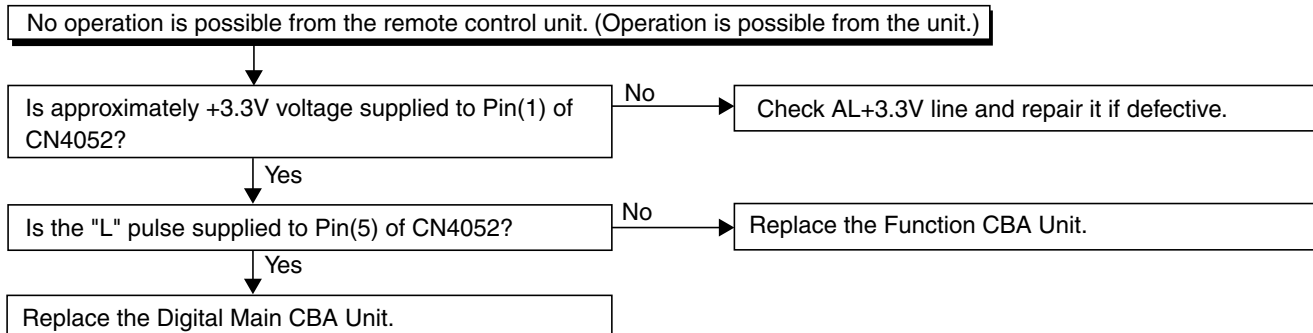 No operation is possible from the remote control unit. (Operation is possible from the unit.)
Is approximately +3.3V voltage supplied to Pin(1) of
CN4052?
No
Check AL+3.3V line and repair it if defective.
Yes
Is the "L" pulse supplied to Pin(5) of CN4052?
No
Replace the Function CBA Unit.
Yes
Replace the Digital Main CBA Unit.